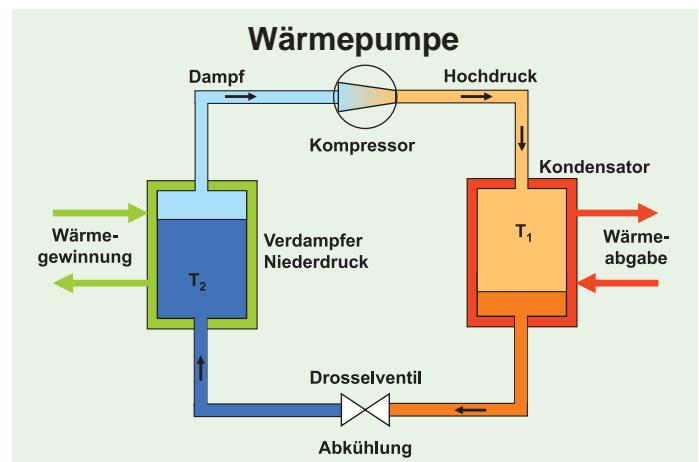 Wärmepumpe
Dampf
Hochdruck
Kompressor
Kondensator
Wärme-
gewinnung
T₂
Verdampfer
Niederdruck
T₁
Wärme-
abgabe
Drosselventil
Abkühlung